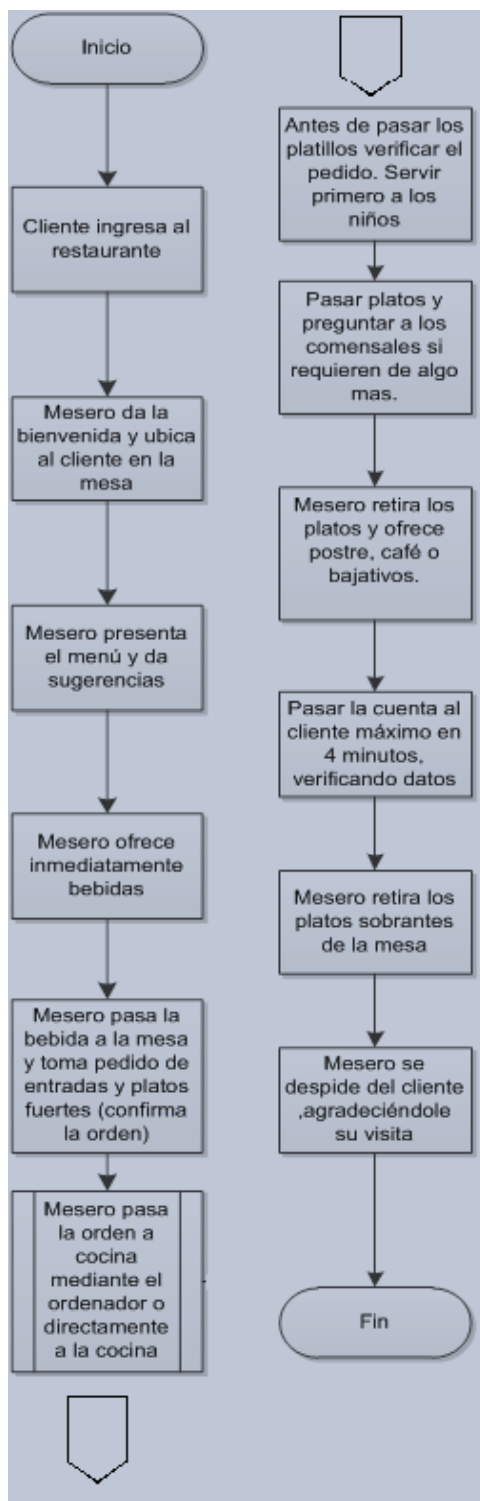 Inicio
Cliente ingresa al
restaurante
Mesero da la
bienvenida y ubica
al cliente en la
mesa
Mesero presenta
el menú y da
sugerencias
Mesero ofrece
inmediatamente
bebidas
Mesero pasa la
bebida a la mesa
y toma pedido de
entradas y platos
fuertes (confirma
la orden)
Mesero pasa
la orden a
cocina
mediante el
ordenador o
directamente
a la cocina
Antes de pasar los
platillos verificar el
pedido. Servir
primero a los
niños
Pasar platos y
preguntar a los
comensales si
requieren de algo
mas.
Mesero retira los
platos y ofrece
postre, café o
bajativos.
Pasar la cuenta al
cliente máximo en
4 minutos,
verificando datos
Mesero retira los
platos sobrantes
de la mesa
Mesero se
despide del cliente
,agradeciéndole
su visita
Fin